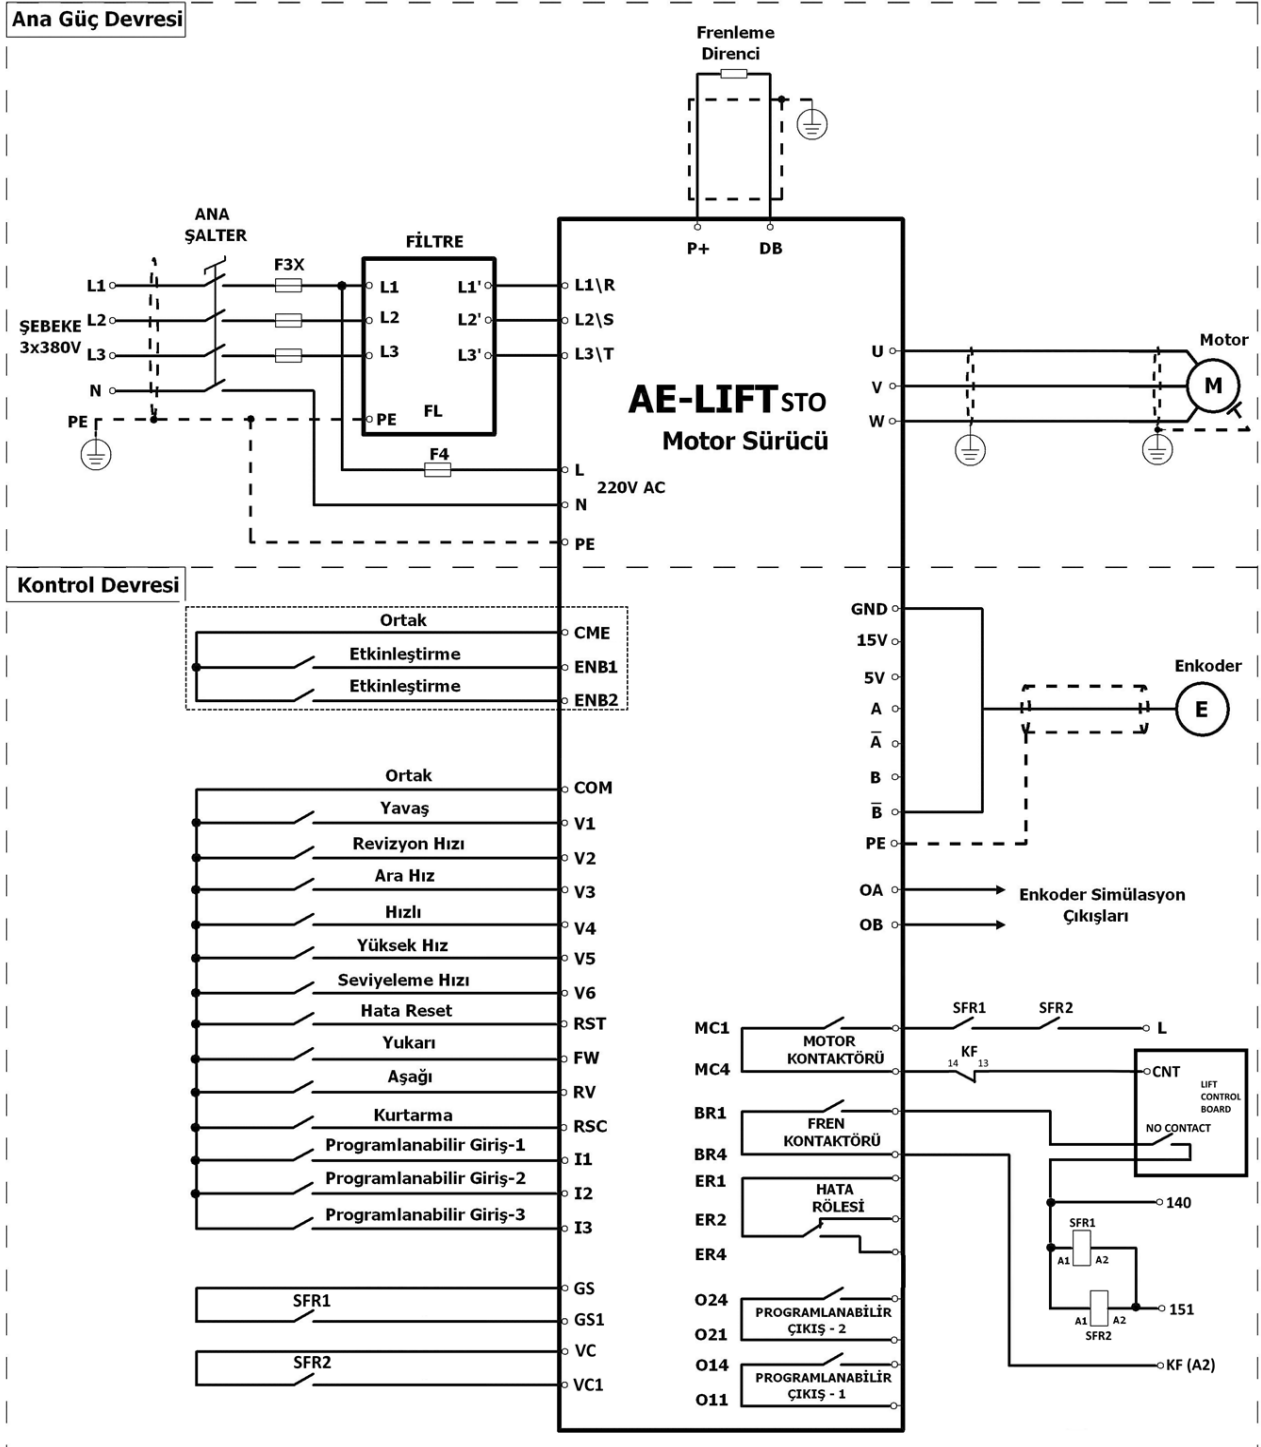 Ana Güç Devresi
Frenleme
Direnci
P+
DB
ANA
ŞALTER
FİLTRE
F3X
L1
L1
L1'
L1\R
ŞEBEKE
3x380V
L2
L2
L2'
L2\S
L3
L3
L3'
L3\T
N
PE
PE
FL
F4
L
220V AC
N
PE
AE-LIFT STO
Motor Sürücü
U
V
W
Motor
M
Kontrol Devresi
Ortak
CME
Etkinleştirme
ENB1
Etkinleştirme
ENB2
Ortak
COM
Yavaş
V1
Revizyon Hızı
V2
Ara Hız
V3
Hızlı
V4
Yüksek Hız
V5
Seviyeleme Hızı
V6
Hata Reset
RST
Yukarı
FW
Aşağı
RV
Kurtarma
RSC
Programlanabilir Giriş-1
I1
Programlanabilir Giriş-2
I2
Programlanabilir Giriş-3
I3
GS
SFR1
GS1
VC
SFR2
VC1
GND
15V
5V
A
A̅
B
B̅
PE
Enkoder
E
OA
OB
Enkoder Simülasyon
Çıkışları
MC1
MOTOR
KONTAKTÖRÜ
MC4
SFR1
SFR2
L
KF
14
13
CNT
LIFT
CONTROL
BOARD
NO CONTACT
BR1
FREN
KONTAKTÖRÜ
BR4
ER1
HATA
RÖLESİ
ER2
ER4
140
SFR1
A1
A2
151
A1
A2
SFR2
KF (A2)
O24
PROGRAMLANABİLİR
ÇIKIŞ - 2
O21
O14
PROGRAMLANABİLİR
ÇIKIŞ - 1
O11